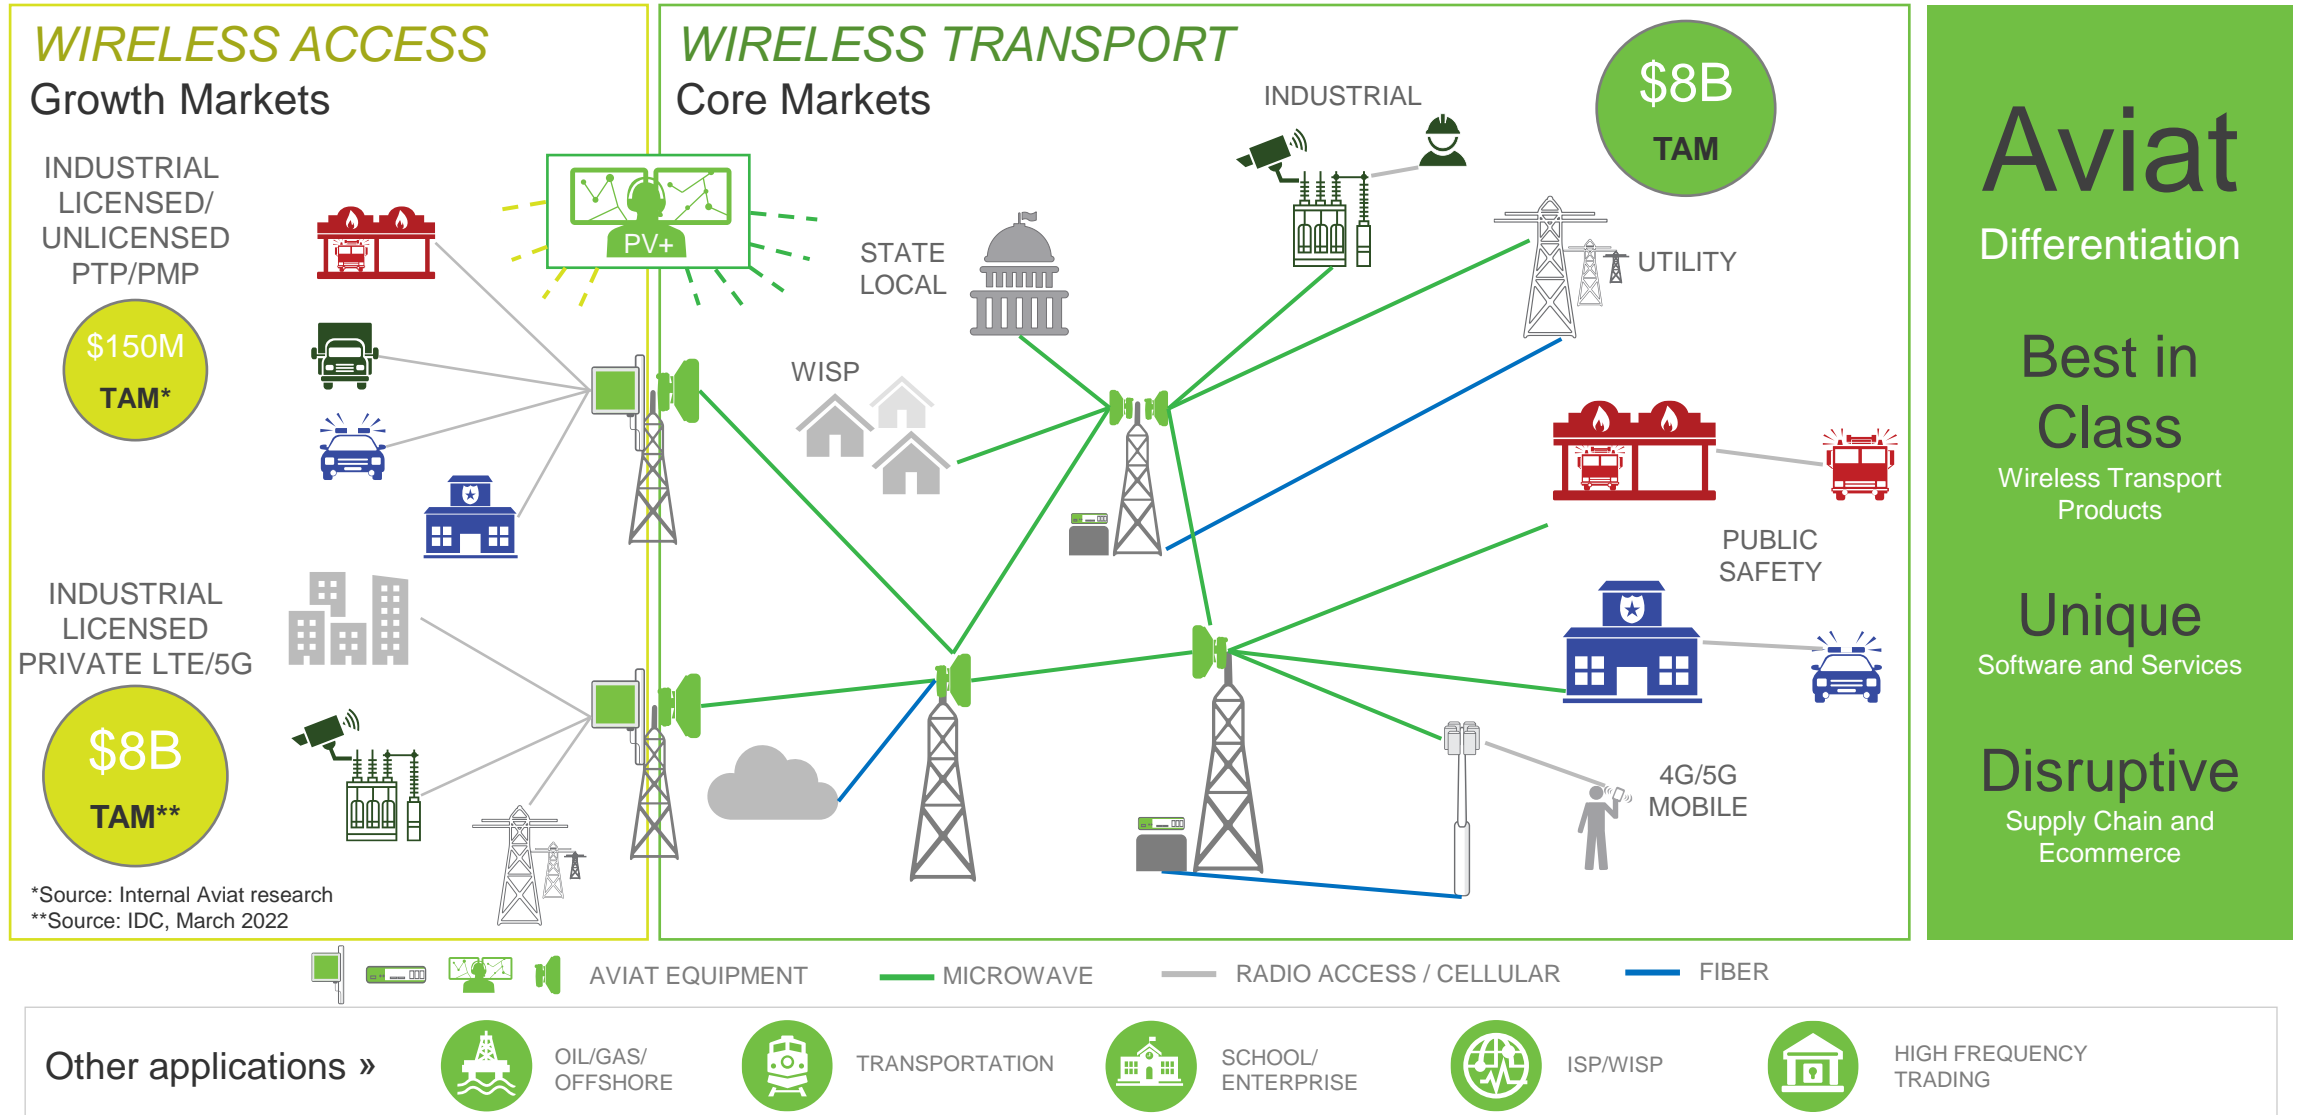 WIRELESS ACCESS
Growth Markets
INDUSTRIAL
LICENSED/
UNLICENSED
PTP/PMP
$150M
TAM*
INDUSTRIAL
LICENSED
PRIVATE LTE/5G
$8B
TAM**
*Source: Internal Aviat research
**Source: IDC, March 2022
PV+
WIRELESS TRANSPORT
Core Markets
$8B
TAM
INDUSTRIAL
STATE
LOCAL
UTILITY
WISP
PUBLIC
SAFETY
4G/5G
MOBILE
Aviat
Differentiation
Best in
Class
Wireless Transport
Products
Unique
Software and Services
Disruptive
Supply Chain and
Ecommerce
AVIAT EQUIPMENT
MICROWAVE
RADIO ACCESS / CELLULAR
FIBER
Other applications »
OIL/GAS/
OFFSHORE
TRANSPORTATION
SCHOOL/
ENTERPRISE
ISP/WISP
HIGH FREQUENCY
TRADING